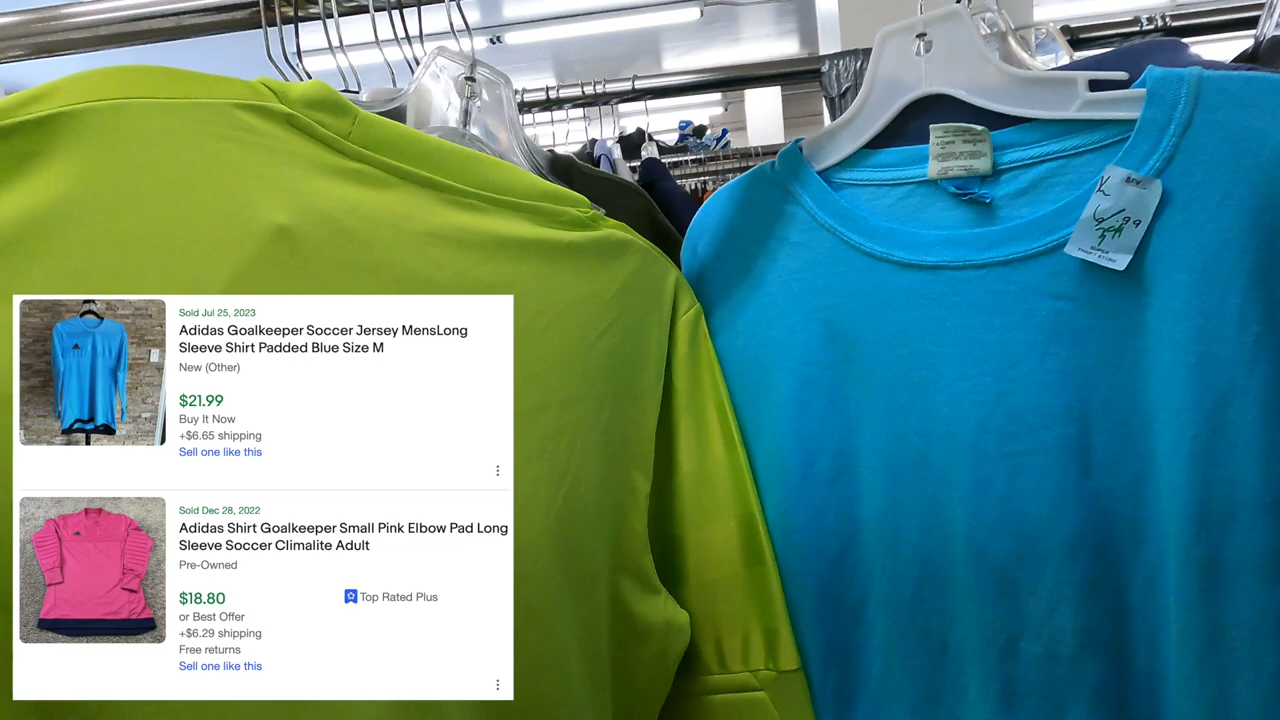 Sold Jul 25, 2023
Adidas Goalkeeper Soccer Jersey MensLong
Sleeve Shirt Padded Blue Size M
New (Other)
$21.99
Buy It Now
+$6.65 shipping
Sell one like this
Sold Dec 28, 2022
Adidas Shirt Goalkeeper Small Pink Elbow Pad Long
Sleeve Soccer Climalite Adult
Pre-Owned
$18.80
Top Rated Plus
or Best Offer
+$6.29 shipping
Free returns
Sell one like this
SUPER
THRIFT STORE